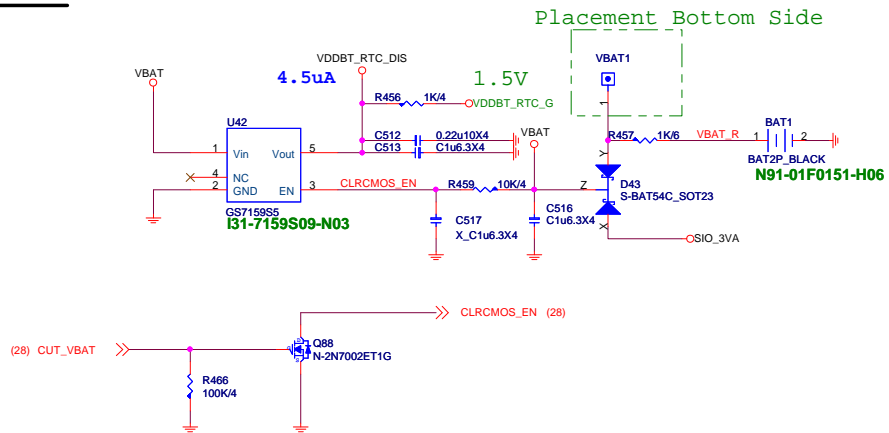 Placement Bottom Side
VBAT
VDDBT_RTC_DIS
4.5uA
1.5V
VBAT1
1
R456
1K/4
VDDBT_RTC_G
U42
C512
0.22u10X4
C513
C1u6.3X4
VBAT
R457
1K/6
VBAT_R
BAT1
1
2
BAT2P_BLACK
N91-01F0151-H06
1
Vin
Vout
5
4
NC
2
GND
EN
3
CLRCMOS_EN
R459
10K/4
Y
Z
X
D43
S-BAT54C_SOT23
GS7159S5
I31-7159S09-N03
C517
X_C1u6.3X4
C516
C1u6.3X4
SIO_3VA
CLRCMOS_EN (28)
(28) CUT_VBAT
G
D
S
Q88
N-2N7002ET1G
R466
100K/4